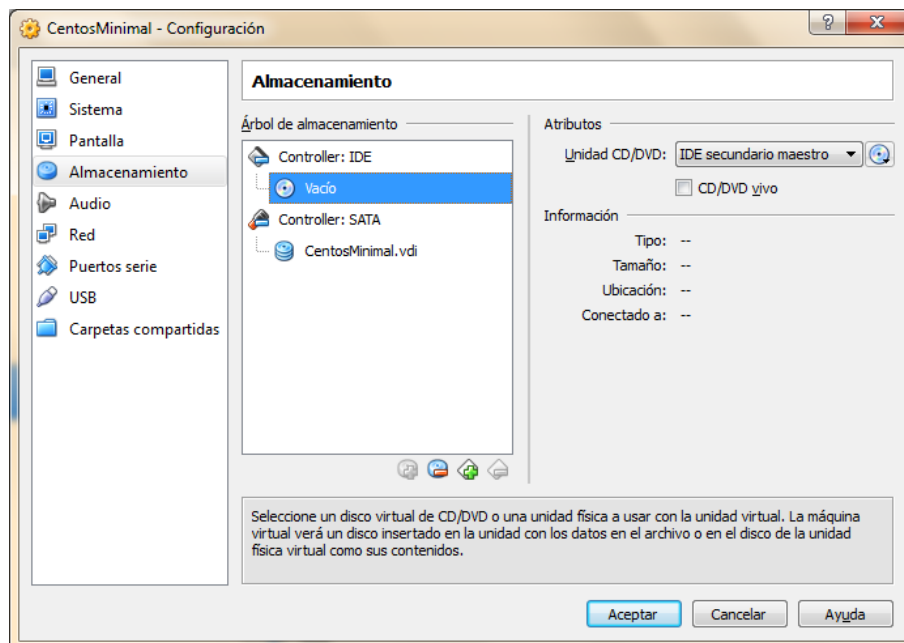 CentosMinimal - Configuración
General
Sistema
Pantalla
Almacenamiento
Audio
Red
Puertos serie
USB
Carpetas compartidas
Almacenamiento
Árbol de almacenamiento
Controller: IDE
Vacío
Controller: SATA
CentosMinimal.vdi
Atributos
Unidad CD/DVD: IDE secundario maestro
CD/DVD vivo
Información
Tipo: --
Tamaño: --
Ubicación: --
Conectado a: --
Seleccione un disco virtual de CD/DVD o una unidad física a usar con la unidad virtual. La máquina
virtual verá un disco insertado en la unidad con los datos en el archivo o en el disco de la unidad
física virtual como sus contenidos.
Aceptar Cancelar Ayuda